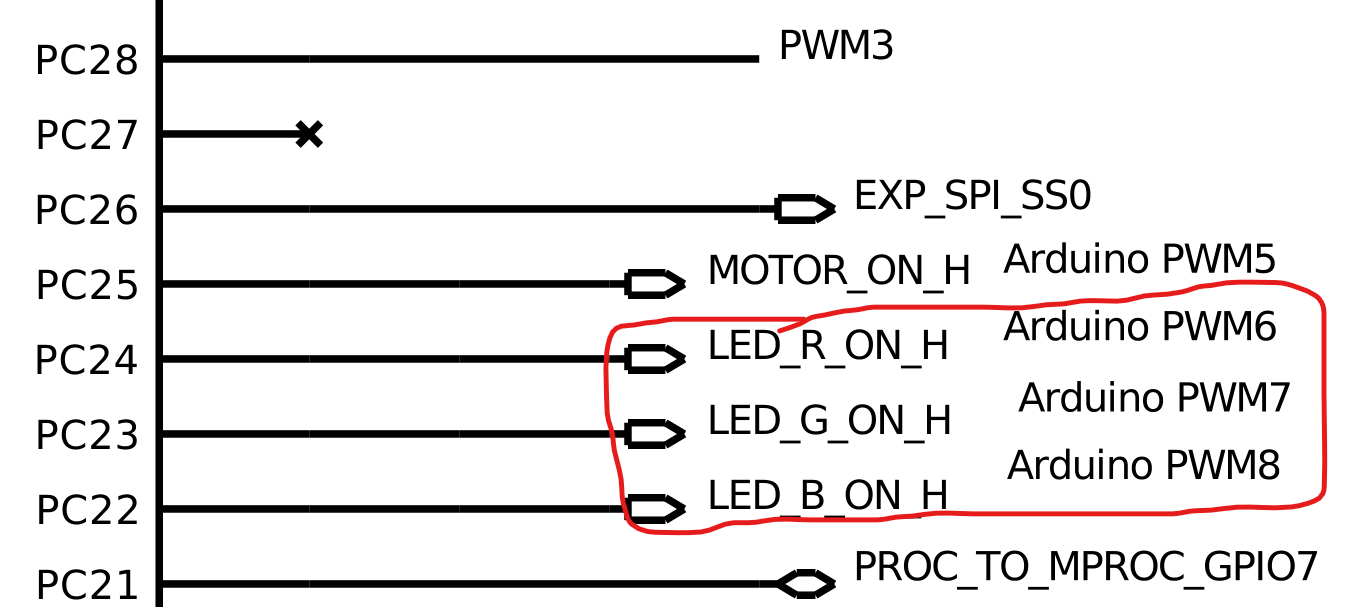 PC28 PWM3
PC27
PC26 EXP_SPI_SS0
PC25 MOTOR_ON_H Arduino PWM5
PC24 LED_R_ON_H Arduino PWM6
PC23 LED_G_ON_H Arduino PWM7
PC22 LED_B_ON_H Arduino PWM8
PC21 PROC_TO_MPROC_GPIO7